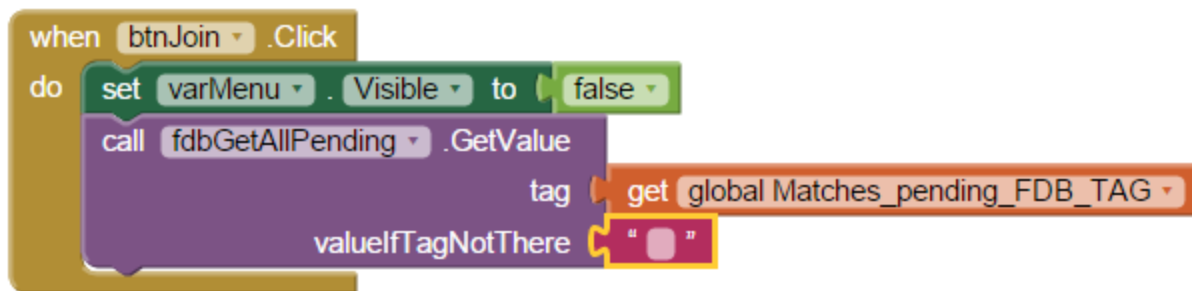 when btnJoin .Click
do set varMenu . Visible to false
call fdbGetAllPending .GetValue
tag get global Matches_pending_FDB_TAG
valueIfTagNotThere “ ”